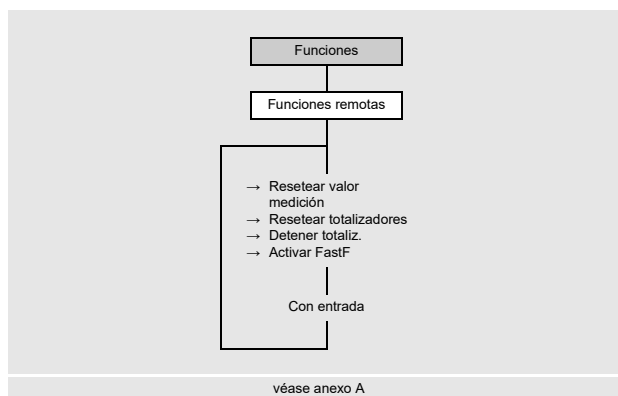 Funciones
Funciones remotas
→ Resetear valor
medición
→ Resetear totalizadores
→ Detener totaliz.
→ Activar FastF
Con entrada
véase anexo A